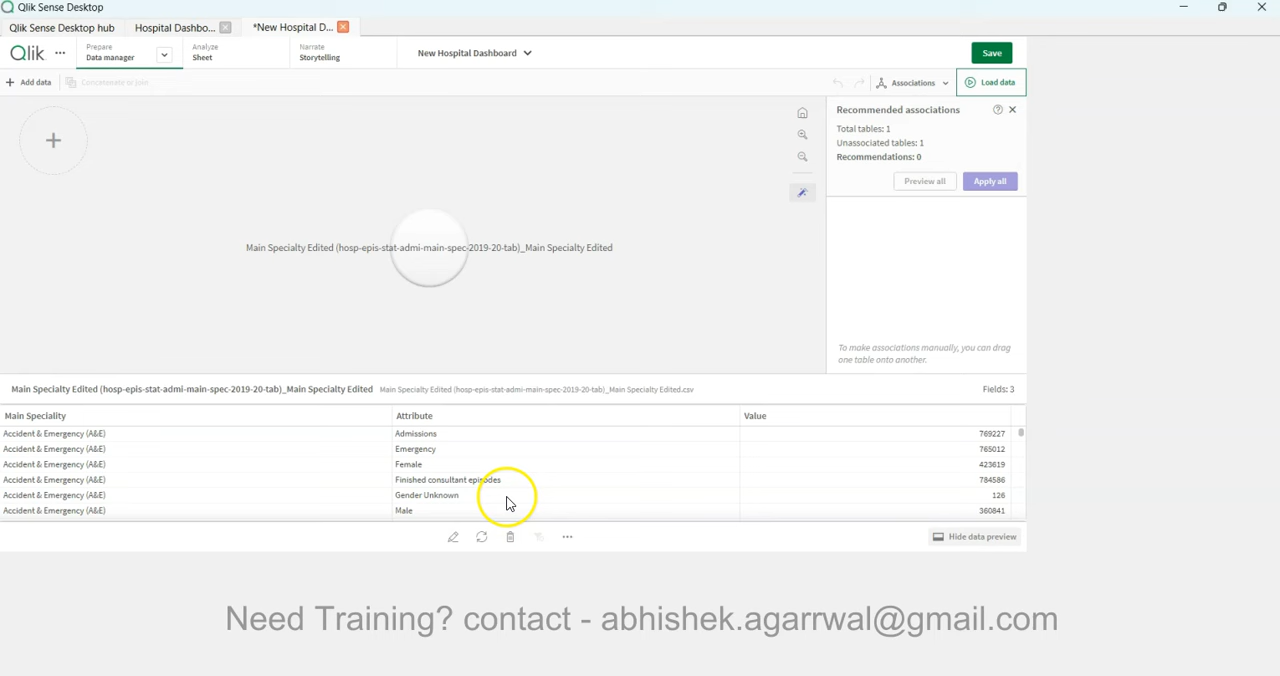 Qlik Sense Desktop
Qlik Sense Desktop hub
Hospital Dashbo...
*New Hospital D...
Qlik
Prepare
Data manager
Analyze
Sheet
Narrate
Storytelling
New Hospital Dashboard
Save
Add data
Concatenate or join
Associations
Load data
Recommended associations
Total tables: 1
Unassociated tables: 1
Recommendations: 0
Preview all
Apply all
Main Specialty Edited (hosp-epis-stat-admi-main-spec-2019-20-tab)_Main Specialty Edited
To make associations manually, you can drag
one table onto another.
Main Specialty Edited (hosp-epis-stat-admi-main-spec-2019-20-tab)_Main Specialty Edited Main Specialty Edited (hosp-epis-stat-admi-main-spec-2019-20-tab)_Main Specialty Edited.csv Fields: 3
Main Speciality Attribute Value
Accident & Emergency (A&E) Admissions 769227
Accident & Emergency (A&E) Emergency 765012
Accident & Emergency (A&E) Female 423619
Accident & Emergency (A&E) Finished consultant episodes 784586
Accident & Emergency (A&E) Gender Unknown 126
Accident & Emergency (A&E) Male 360841
Hide data preview
Need Training? contact - abhishek.agarrwal@gmail.com